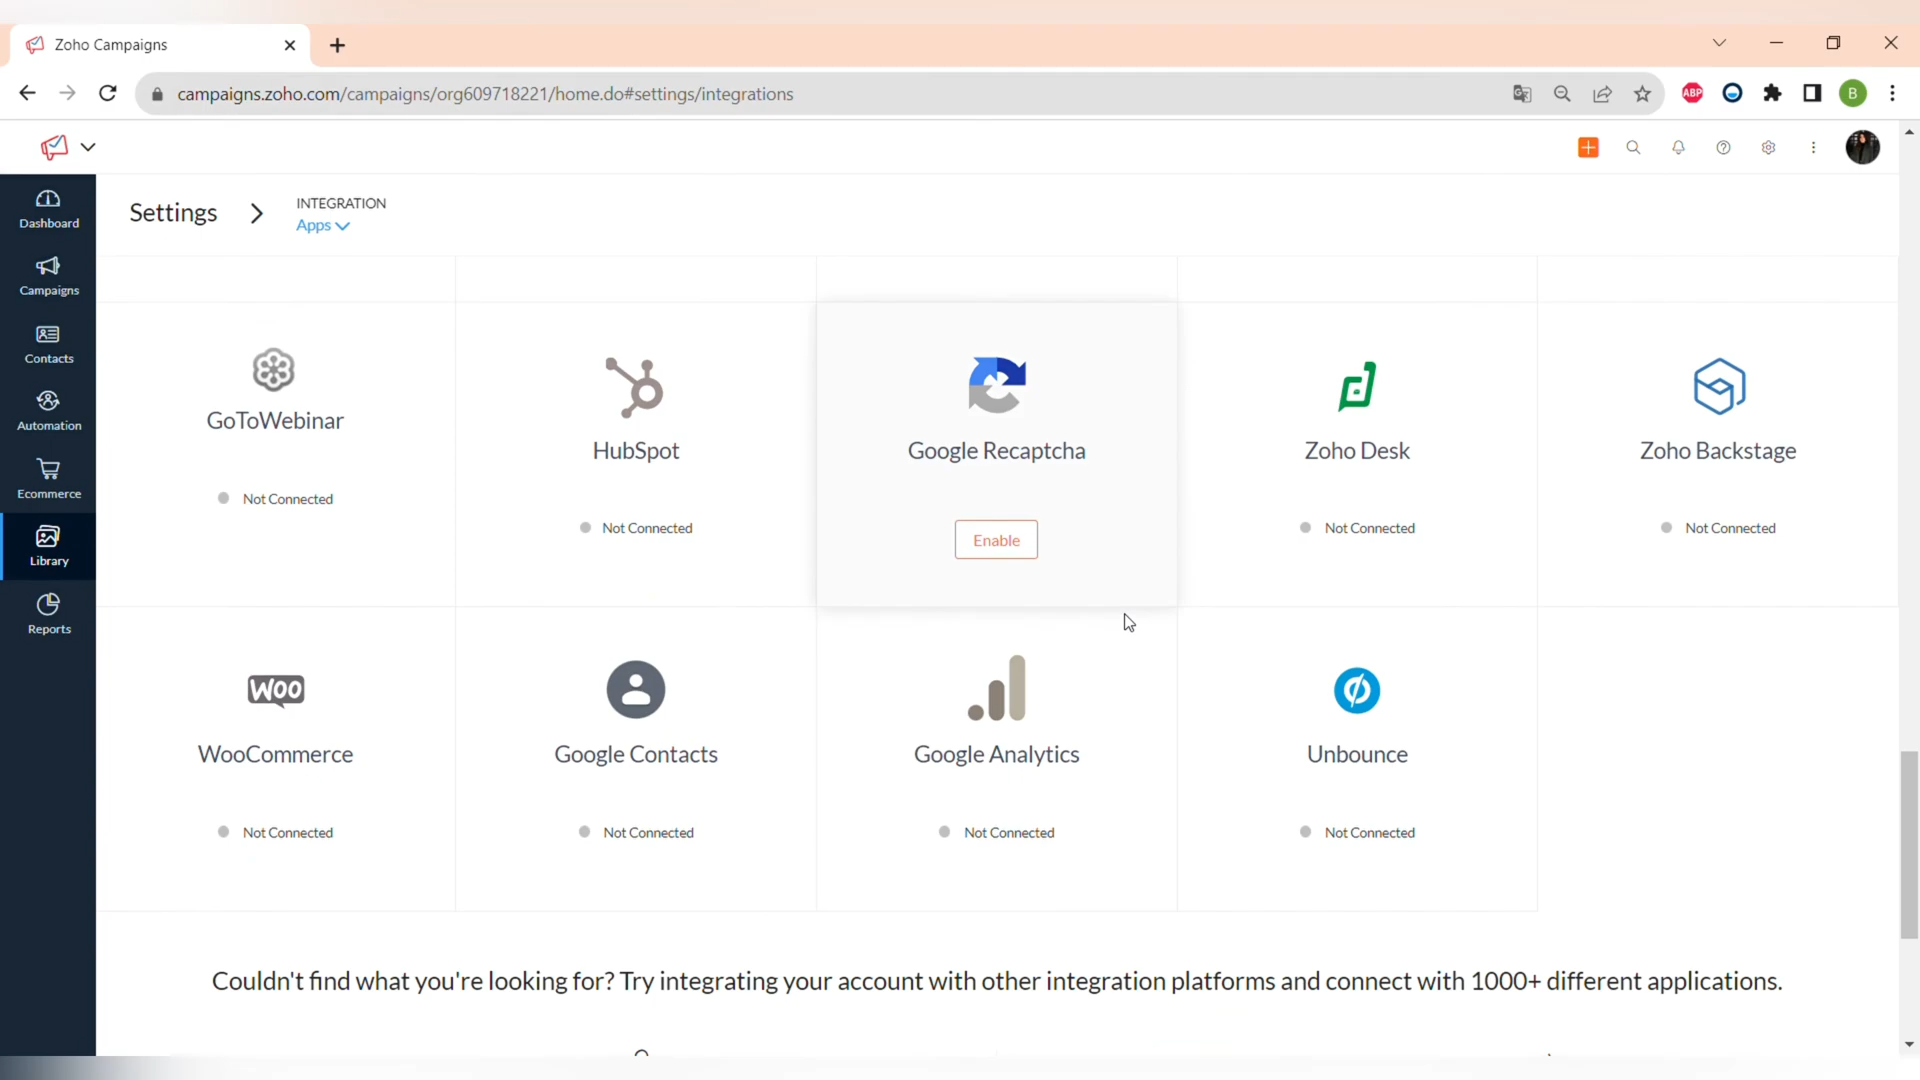 Zoho Campaigns
campaigns.zoho.com/campaigns/org609718221/home.do#settings/integrations
ABP
B
Settings
INTEGRATION
Apps
Dashboard
Campaigns
Contacts
Automation
Ecommerce
Library
Reports
GoToWebinar
Not Connected
HubSpot
Not Connected
Google Recaptcha
Enable
Zoho Desk
Not Connected
Zoho Backstage
Not Connected
WOO
WooCommerce
Not Connected
Google Contacts
Not Connected
Google Analytics
Not Connected
Unbounce
Not Connected
Couldn't find what you're looking for? Try integrating your account with other integration platforms and connect with 1000+ different applications.